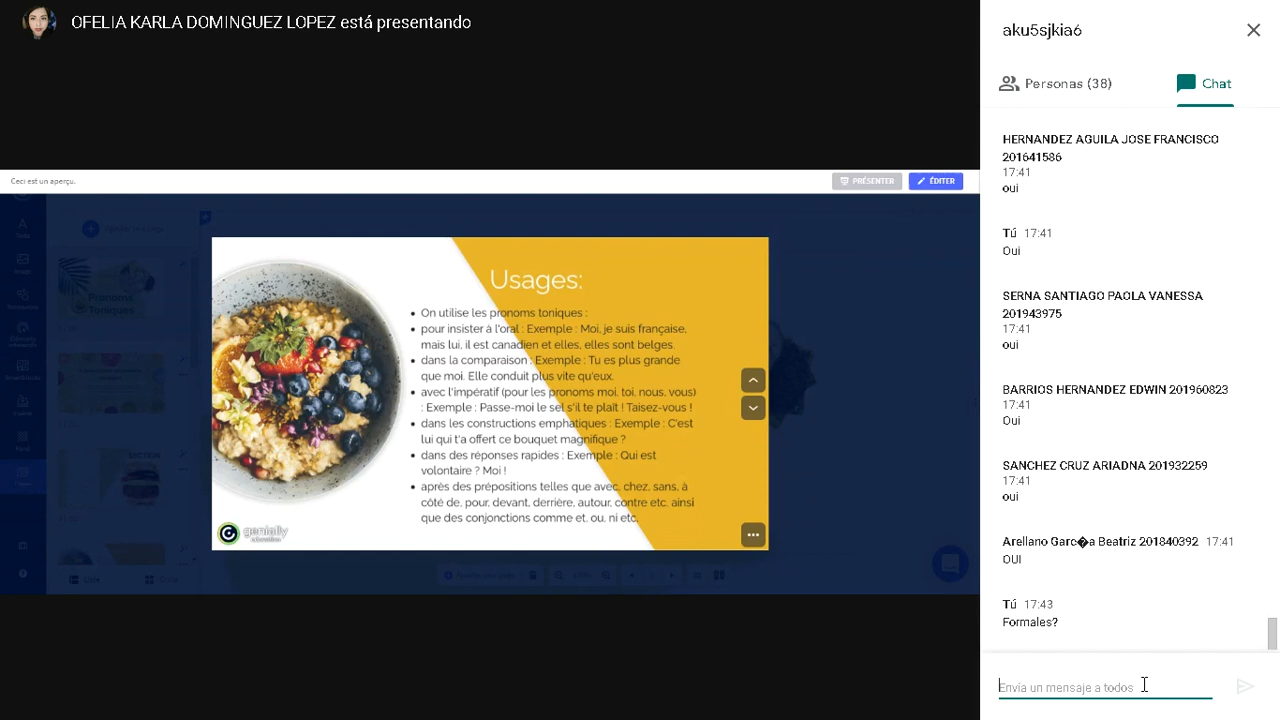 OFELIA KARLA DOMINGUEZ LOPEZ está presentando
aku5sjkia6
Personas (38)
Chat
Ceci est un aperçu.
PRÉSENTER
ÉDITER
Pronoms
Toniques
SECTION
Usages:
• On utilise les pronoms toniques :
• pour insister à l'oral : Exemple : Moi, je suis française,
mais lui, il est canadien et elles, elles sont belges.
• dans la comparaison : Exemple : Tu es plus grande
que moi. Elle conduit plus vite qu'eux.
• avec l'impératif (pour les pronoms moi, toi, nous, vous)
: Exemple : Passe-moi le sel s'il te plaît ! Taisez-vous !
• dans les constructions emphatiques : Exemple : C'est
lui qui t'a offert ce bouquet magnifique ?
• dans des réponses rapides : Exemple : Qui est
volontaire ? Moi !
• après des prépositions telles que avec, chez, sans, à
côté de, pour, devant, derrière, autour, contre etc. ainsi
que des conjonctions comme et, ou, ni etc.
genially
HERNANDEZ AGUILA JOSE FRANCISCO
201641586
17:41
oui
Tú 17:41
Oui
SERNA SANTIAGO PAOLA VANESSA
201943975
17:41
oui
BARRIOS HERNANDEZ EDWIN 201960823
17:41
Oui
SANCHEZ CRUZ ARIADNA 201932259
17:41
oui
Arellano Garc�a Beatriz 201840392 17:41
OUI
Tú 17:43
Formales?
Envía un mensaje a todos